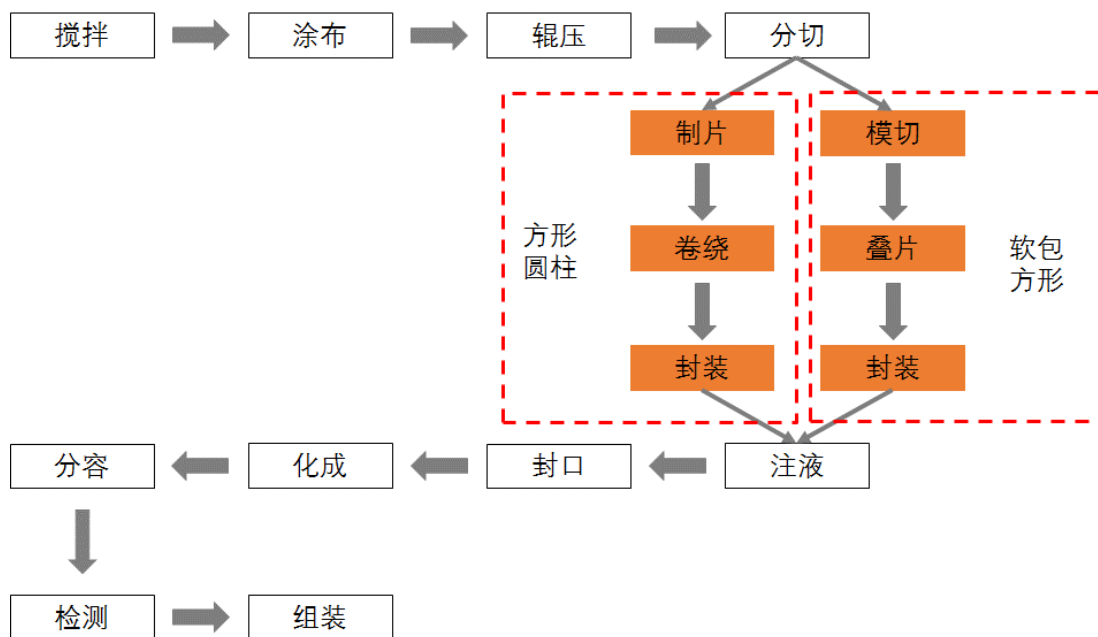 搅拌
涂布
辊压
分切
制片
模切
方形
圆柱
卷绕
叠片
软包
方形
封装
封装
分容
化成
封口
注液
检测
组装